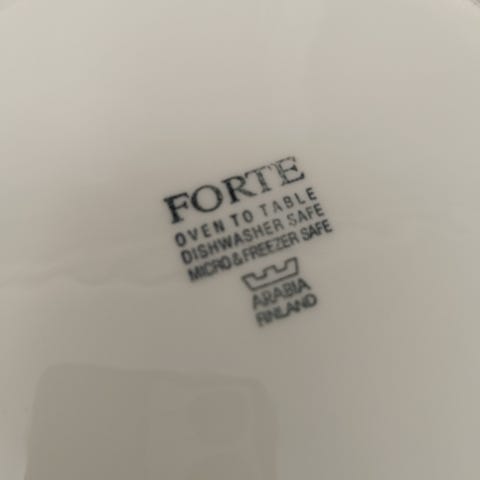 FORTE
OVEN TO TABLE
DISHWASHER SAFE
MICRO & FREEZER SAFE
ARABIA
FINLAND